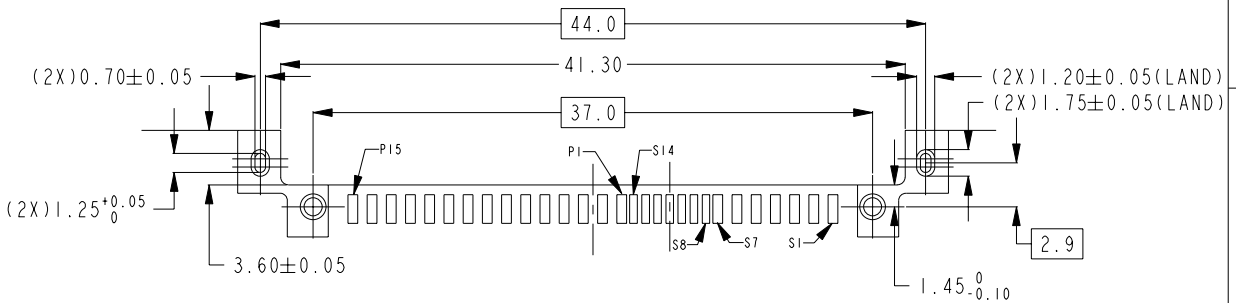 44.0
(2X)0.70±0.05
41.30
(2X)1.20±0.05(LAND)
(2X)1.75±0.05(LAND)
37.0
P15
P1
S14
(2X)1.25 +0.05 0
S8
S7
S1
2.9
3.60±0.05
1.45 0 -0.10